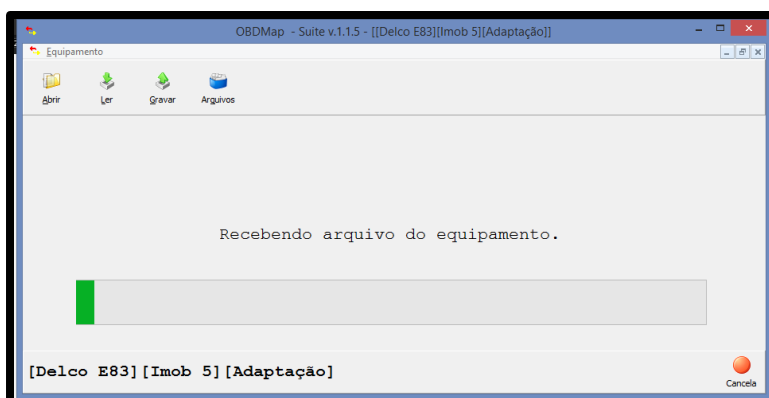 OBDMap - Suite v.1.1.5 - [[Delco E83][Imob 5][Adaptação]]
Equipamento
Abrir Ler Gravar Arquivos
Recebendo arquivo do equipamento.
[Delco E83][Imob 5][Adaptação]
Cancela